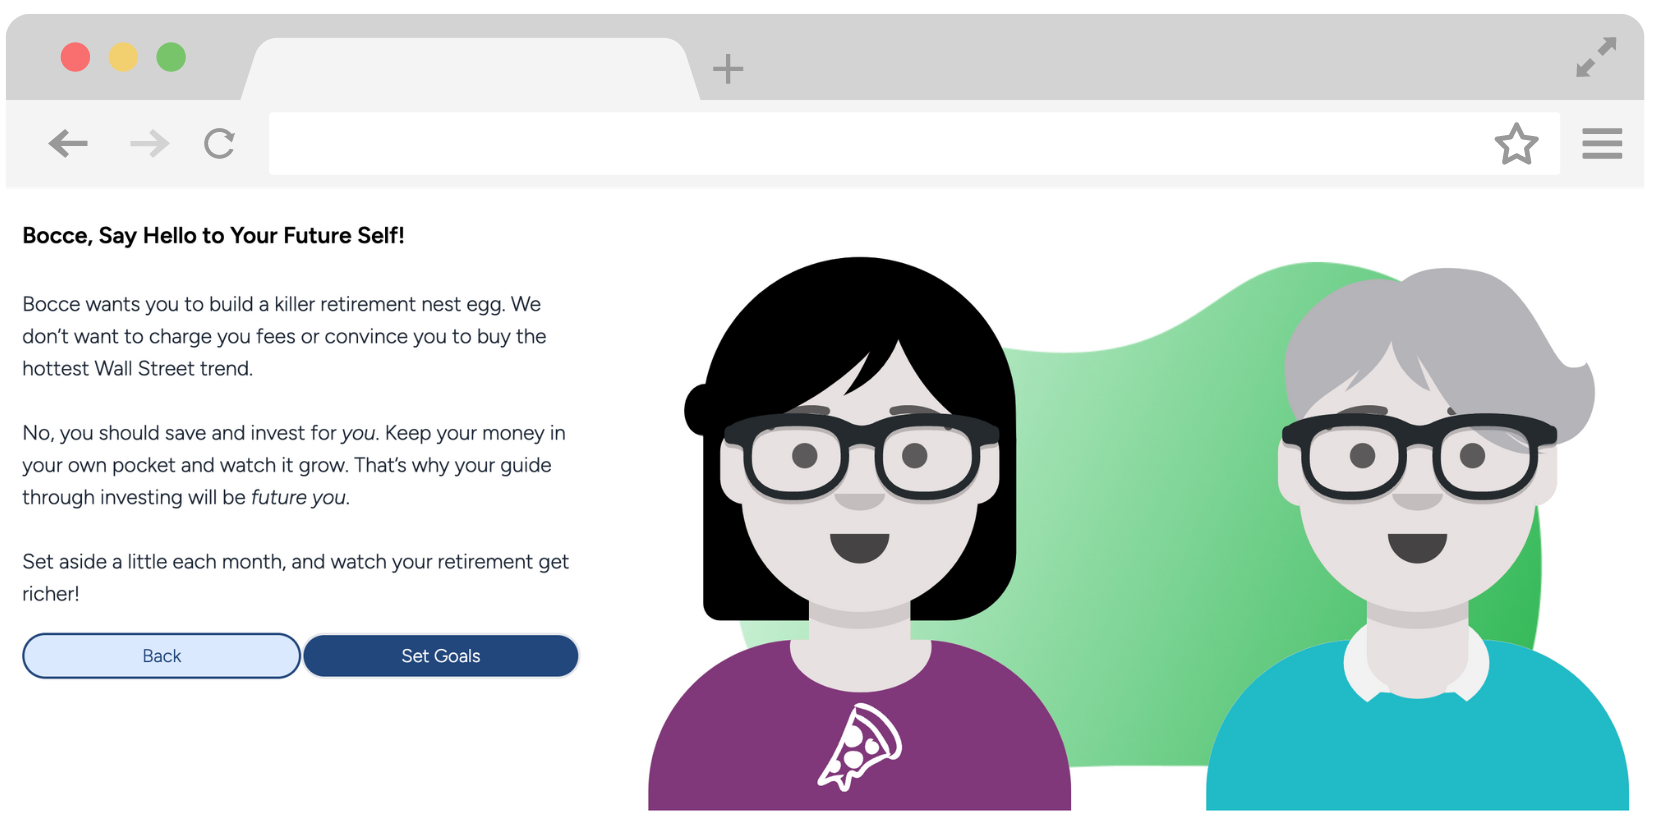 Bocce, Say Hello to Your Future Self!
Bocce wants you to build a killer retirement nest egg. We
don’t want to charge you fees or convince you to buy the
hottest Wall Street trend.
No, you should save and invest for you. Keep your money in
your own pocket and watch it grow. That’s why your guide
through investing will be future you.
Set aside a little each month, and watch your retirement get
richer!
Back
Set Goals